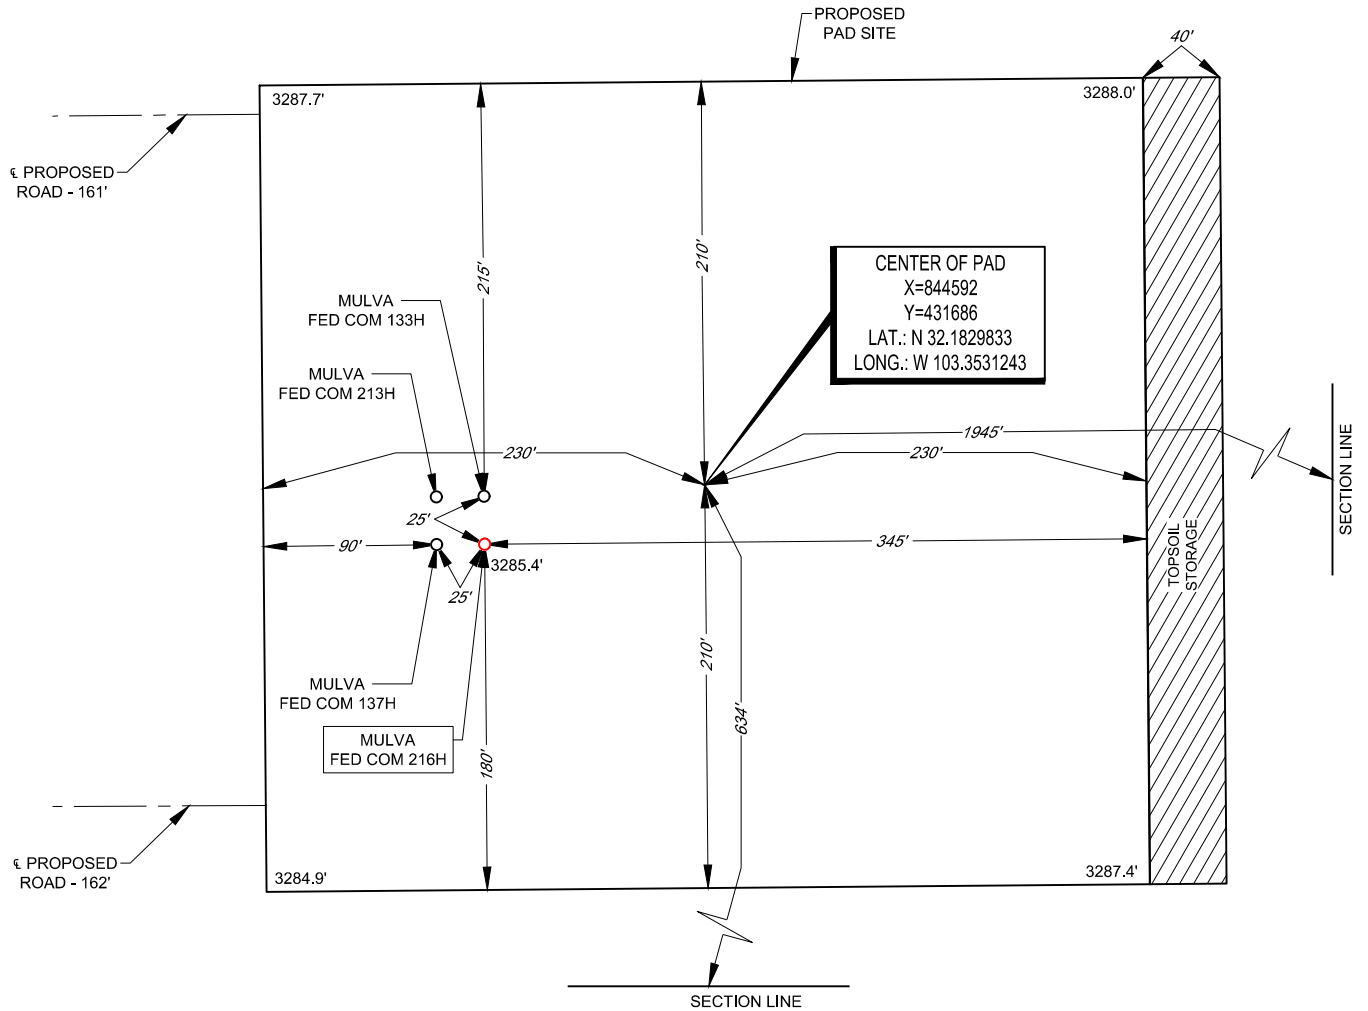 PROPOSED
PAD SITE
40'
3287.7'
3288.0'
℄ PROPOSED
ROAD - 161'
215'
210'
CENTER OF PAD
X=844592
Y=431686
LAT.: N 32.1829833
LONG.: W 103.3531243
MULVA
FED COM 133H
MULVA
FED COM 213H
230'
1945'
230'
SECTION LINE
25'
90'
345'
3285.4'
25'
TOPSOIL
STORAGE
210'
MULVA
FED COM 137H
634'
MULVA
FED COM 216H
180'
℄ PROPOSED
ROAD - 162'
3284.9'
3287.4'
SECTION LINE